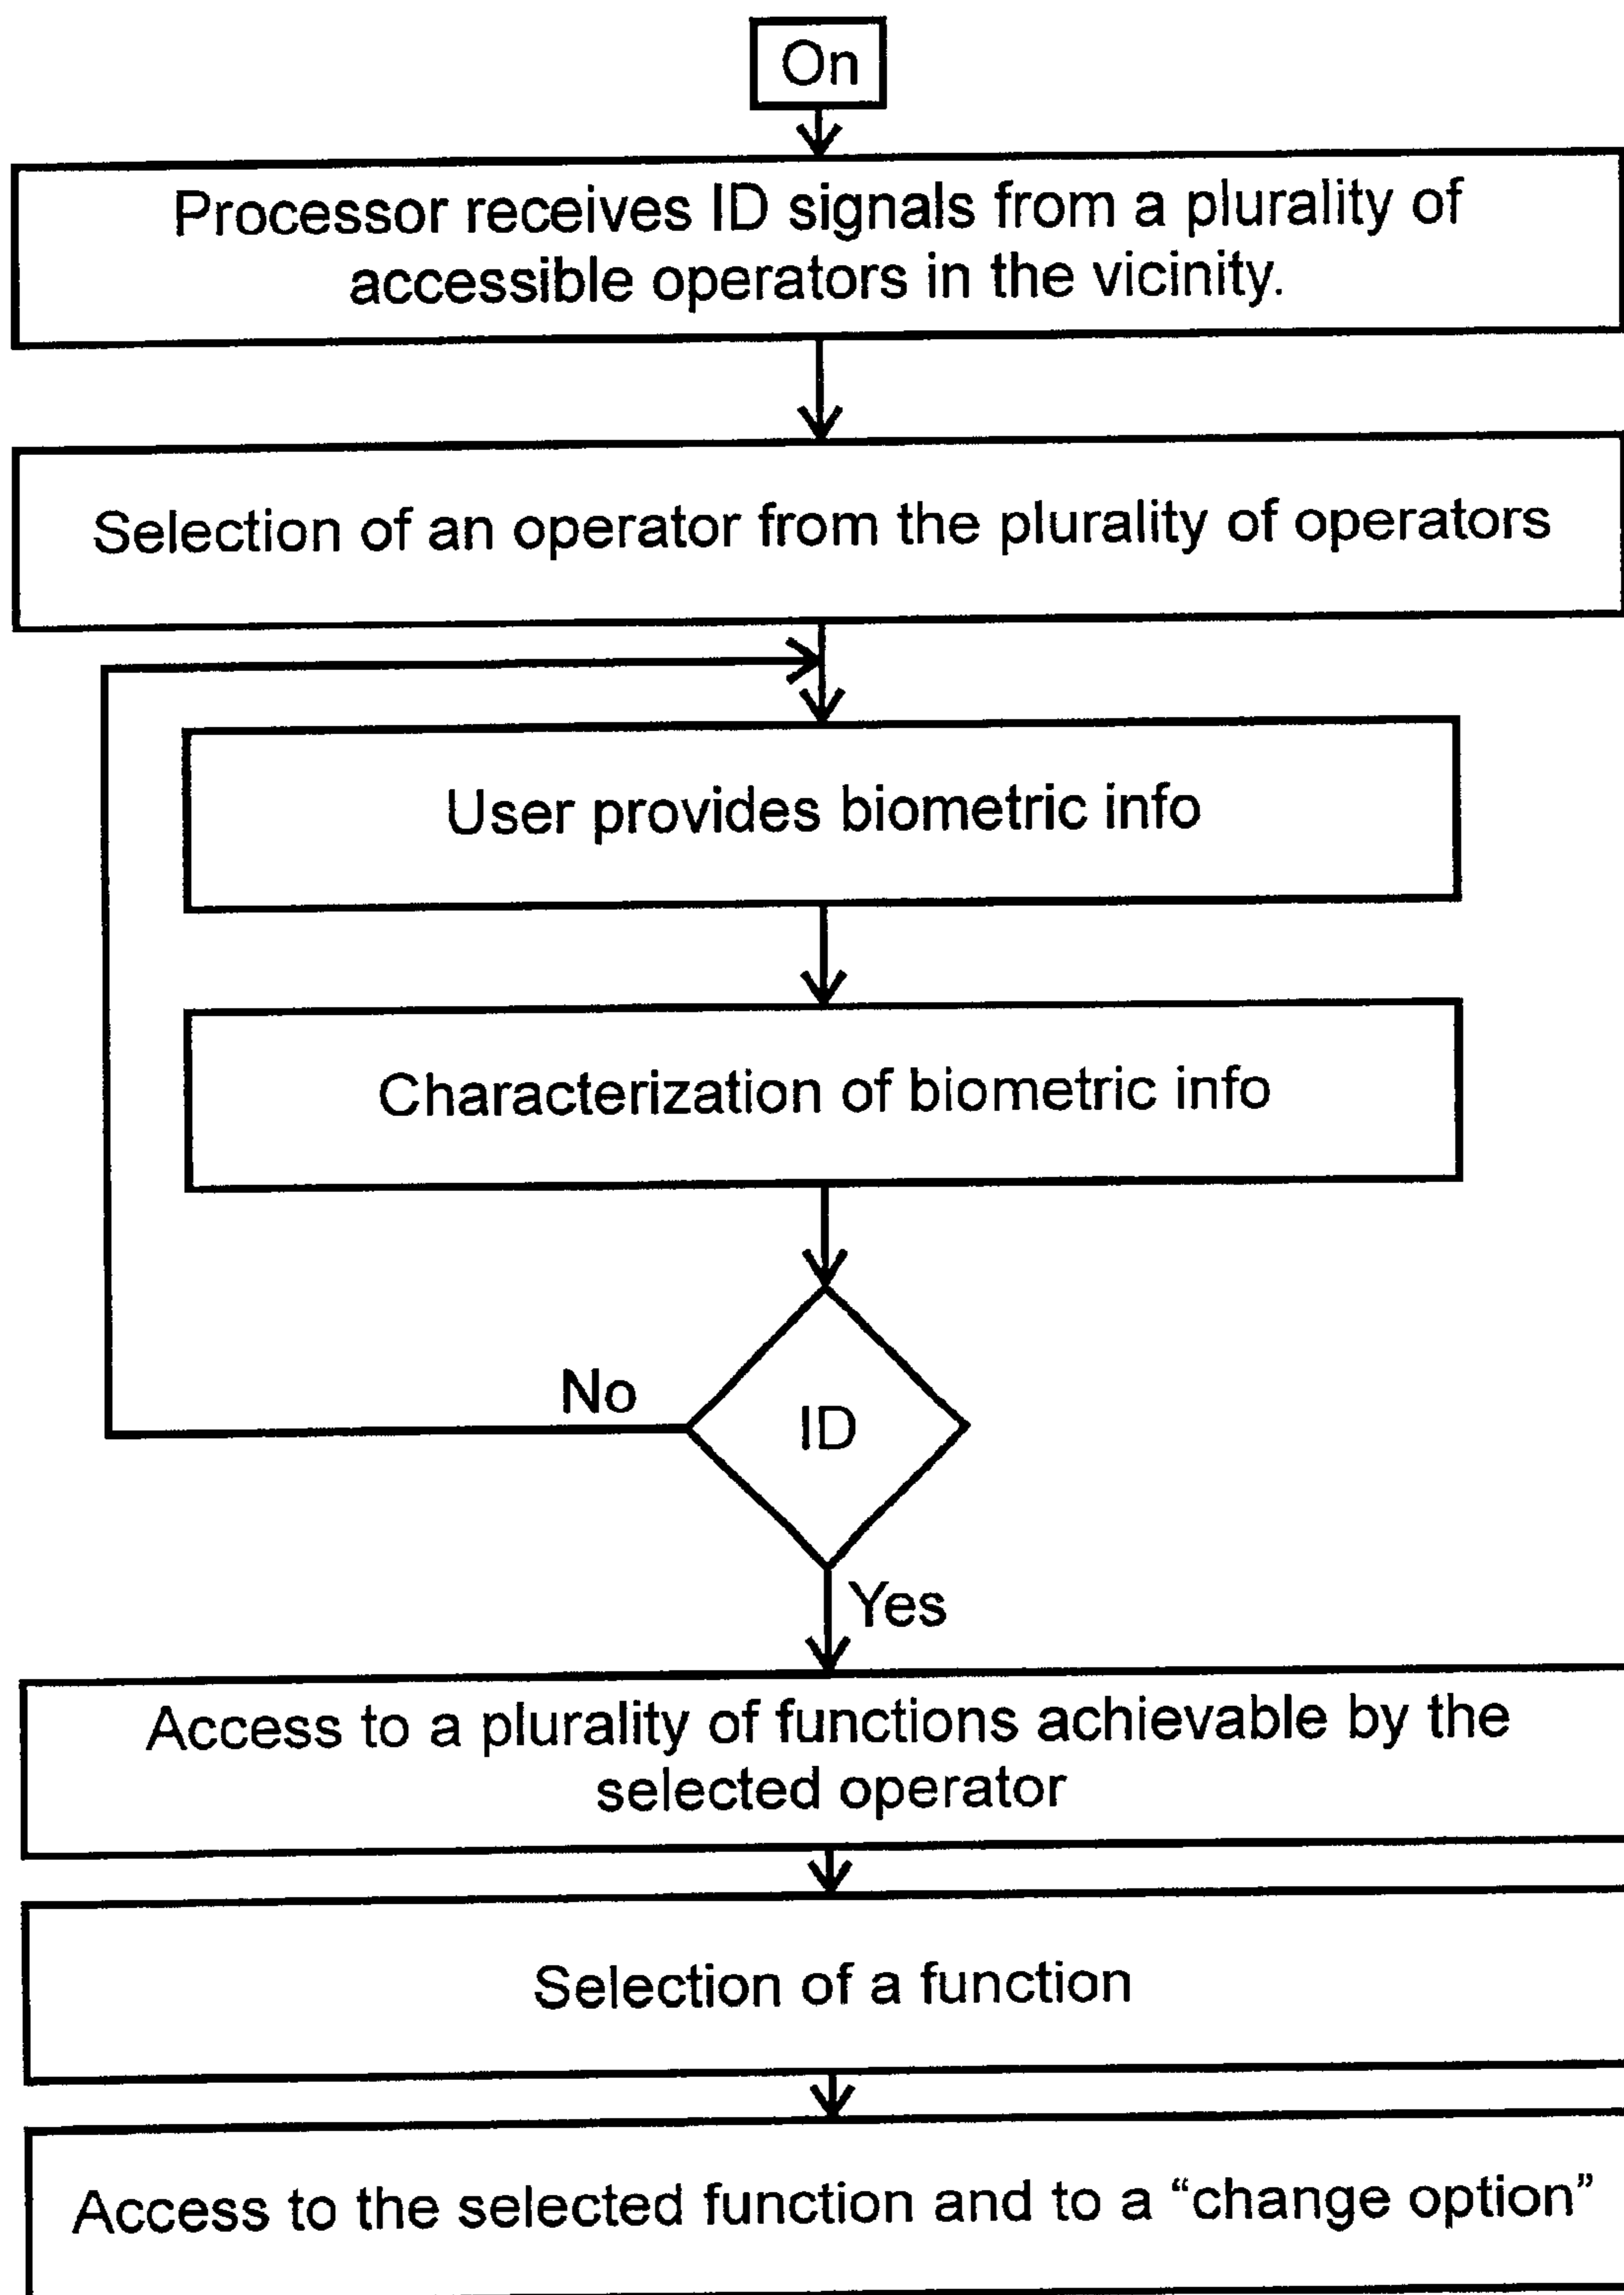 On
Processor receives ID signals from a plurality of
accessible operators in the vicinity.
Selection of an operator from the plurality of operators
User provides biometric info
Characterization of biometric info
No
ID
Yes
Access to a plurality of functions achievable by the
selected operator
Selection of a function
Access to the selected function and to a “change option”